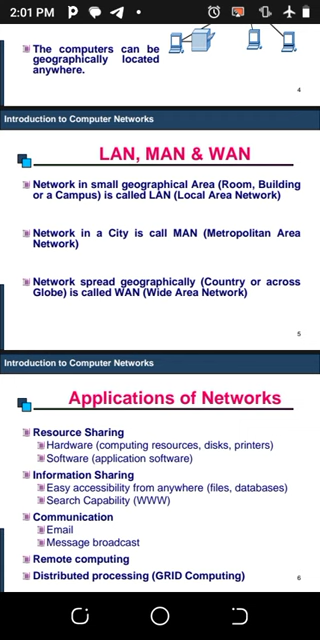 2:01 PM
The computers can be
geographically located
anywhere.
4
Introduction to Computer Networks
LAN, MAN & WAN
Network in small geographical Area (Room, Building
or a Campus) is called LAN (Local Area Network)
Network in a City is call MAN (Metropolitan Area
Network)
Network spread geographically (Country or across
Globe) is called WAN (Wide Area Network)
5
Introduction to Computer Networks
Applications of Networks
Resource Sharing
Hardware (computing resources, disks, printers)
Software (application software)
Information Sharing
Easy accessibility from anywhere (files, databases)
Search Capability (WWW)
Communication
Email
Message broadcast
Remote computing
Distributed processing (GRID Computing)
6